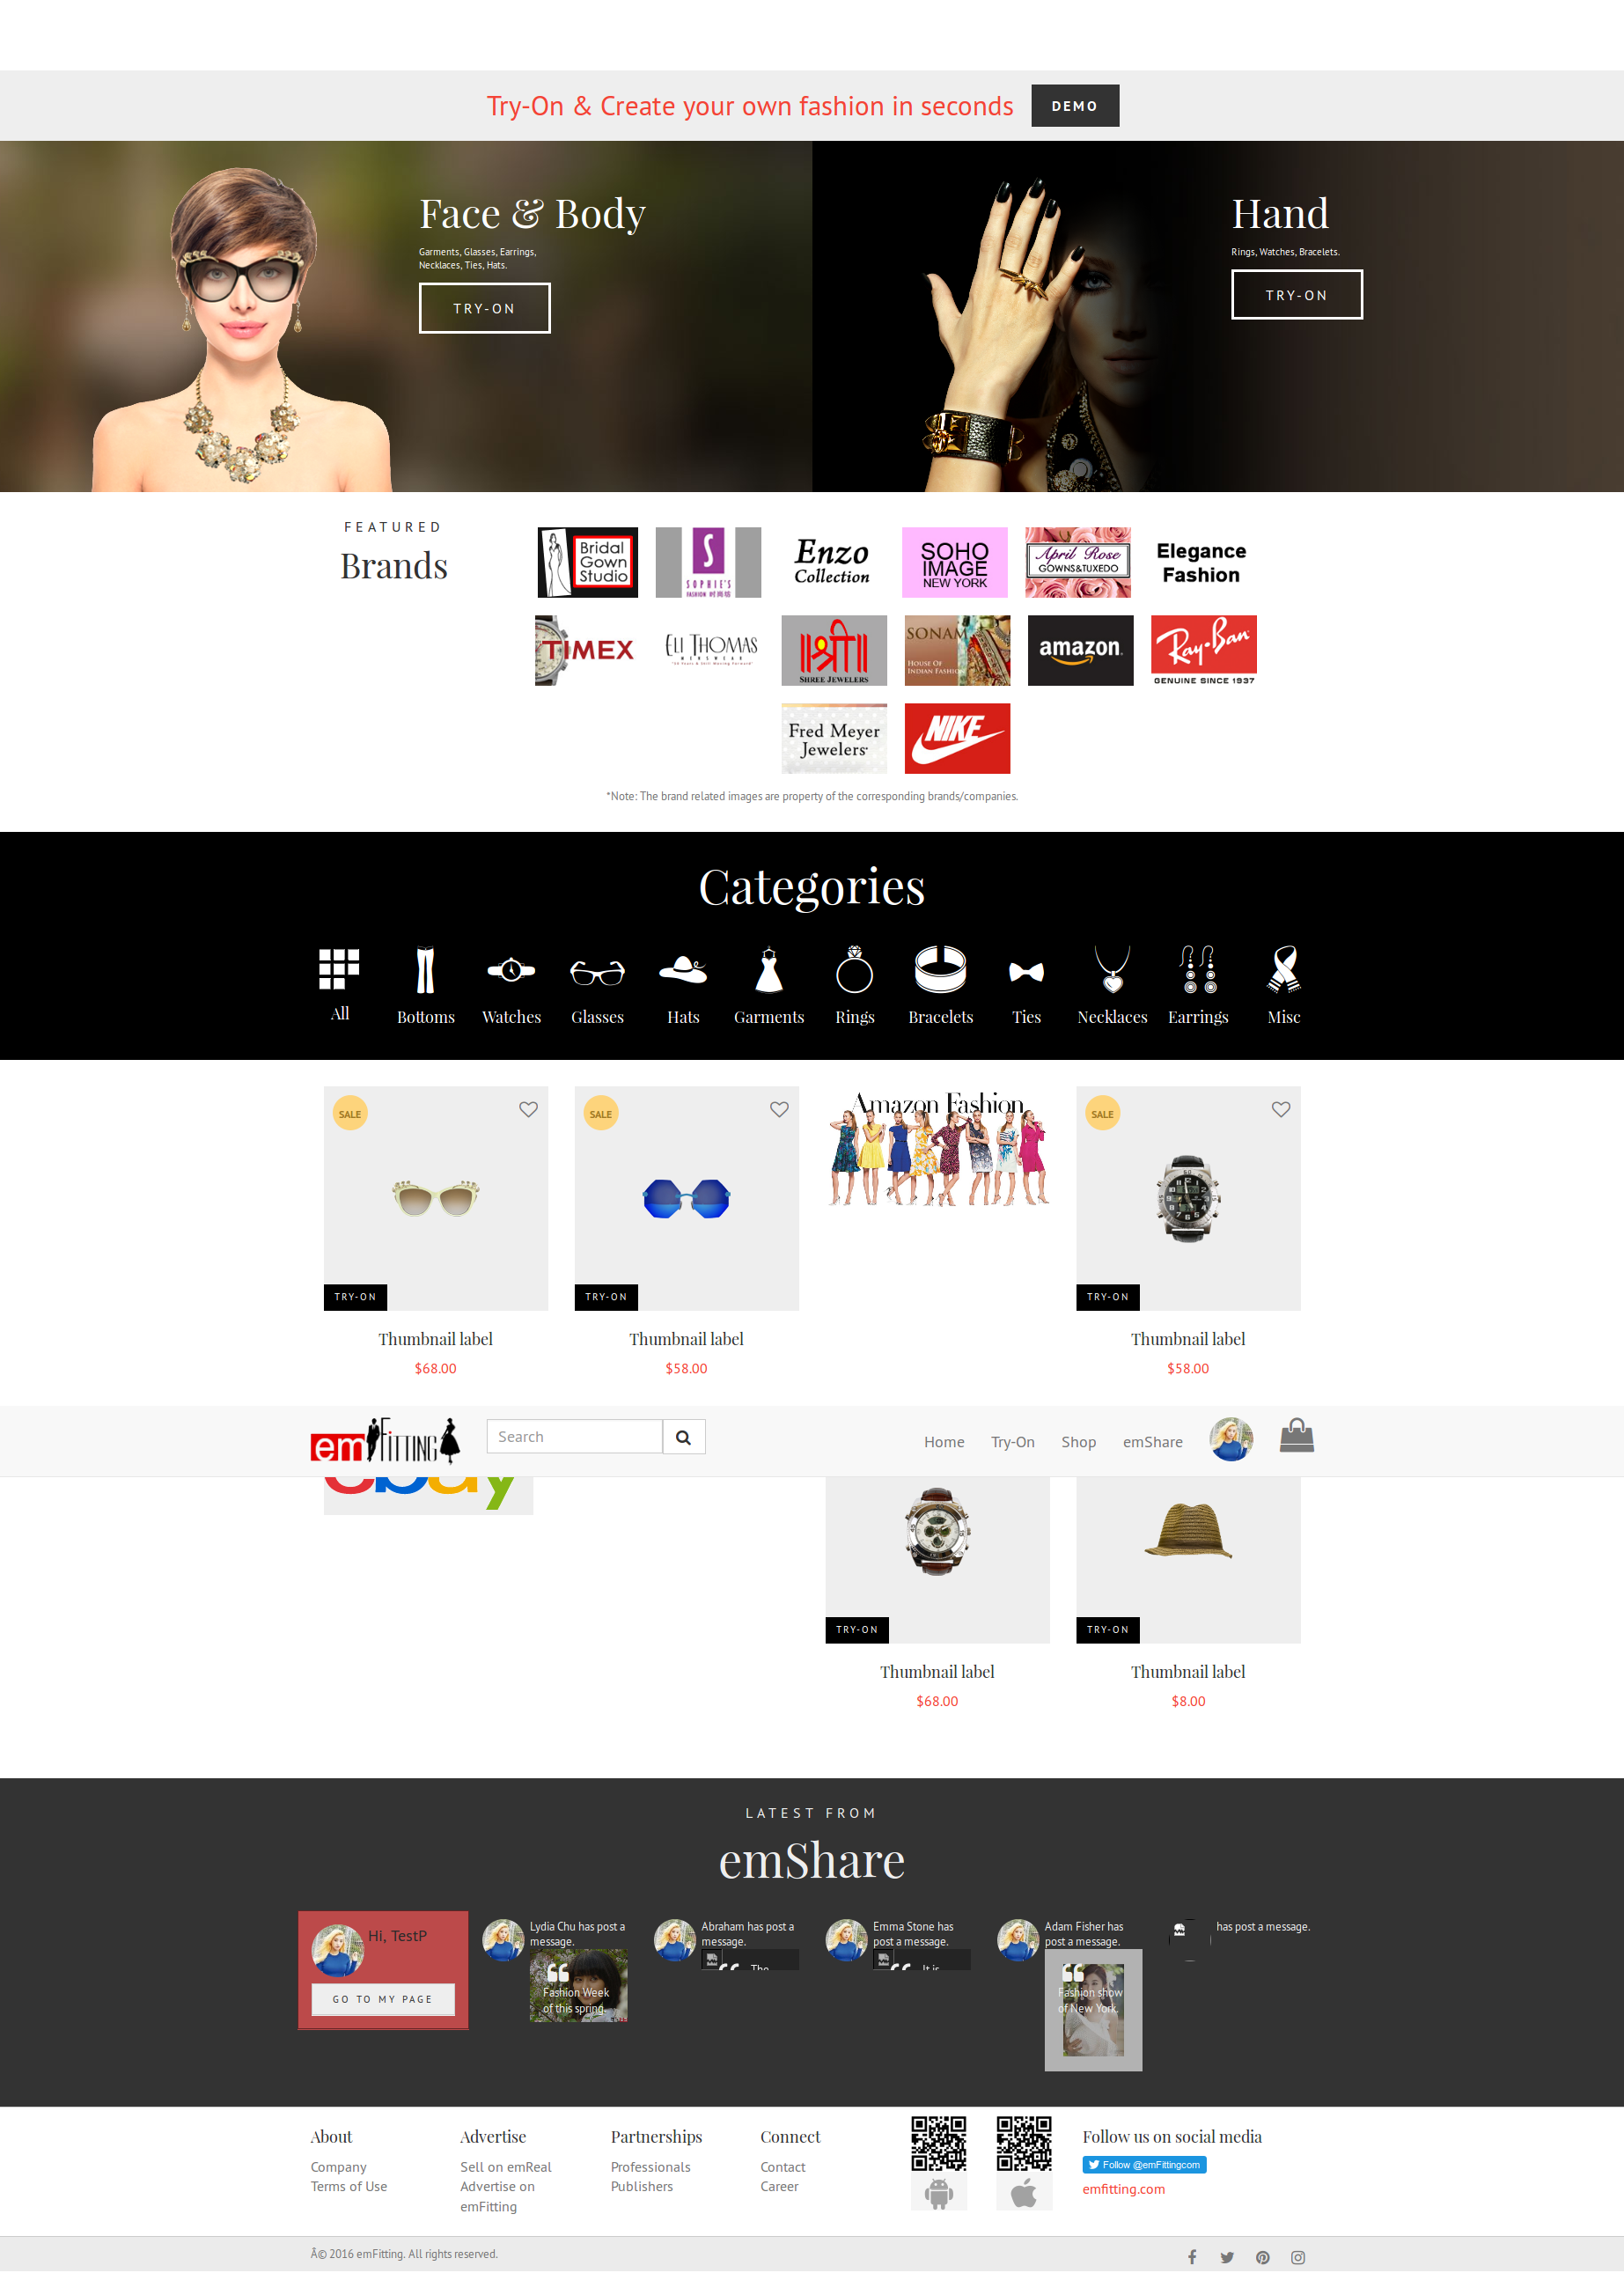 Try-On & Create your own fashion in seconds DEMO
Face & Body
Garments, Glasses, Earrings,
Necklaces, Ties, Hats.
TRY-ON
Hand
Rings, Watches, Bracelets.
TRY-ON
FEATURED
Brands
Bridal
Gown
Studio
S
SOPHIE'S
FASHION
Enzo
Collection
SOHO
IMAGE
NEW YORK
April Rose
GOWNS&TUXEDO
Elegance
Fashion
TIMEX
ELI THOMAS
MENSWEAR
॥श्री॥
SHREE JEWELERS
SONAM
HOUSE OF
INDIAN FASHION
amazon
Ray-Ban
GENUINE SINCE 1937
Fred Meyer
Jewelers
NIKE
*Note: The brand related images are property of the corresponding brands/companies.
Categories
All Bottoms Watches Glasses Hats Garments Rings Bracelets Ties Necklaces Earrings Misc
SALE
TRY-ON
Thumbnail label
$68.00
SALE
TRY-ON
Thumbnail label
$58.00
Amazon Fashion
SALE
TRY-ON
Thumbnail label
$58.00
emFITTING
Search
Home Try-On Shop emShare
ebay
TRY-ON
Thumbnail label
$68.00
TRY-ON
Thumbnail label
$8.00
LATEST FROM
emShare
Hi, TestP
GO TO MY PAGE
Lydia Chu has post a
message.
Fashion Week
of this spring.
Abraham has post a
message.
The
Emma Stone has
post a message.
It is
Adam Fisher has
post a message.
Fashion show
of New York.
has post a message.
About
Company
Terms of Use
Advertise
Sell on emReal
Advertise on
emFitting
Partnerships
Professionals
Publishers
Connect
Contact
Career
Follow us on social media
Follow @emFittingcom
emfitting.com
Â© 2016 emFitting. All rights reserved.